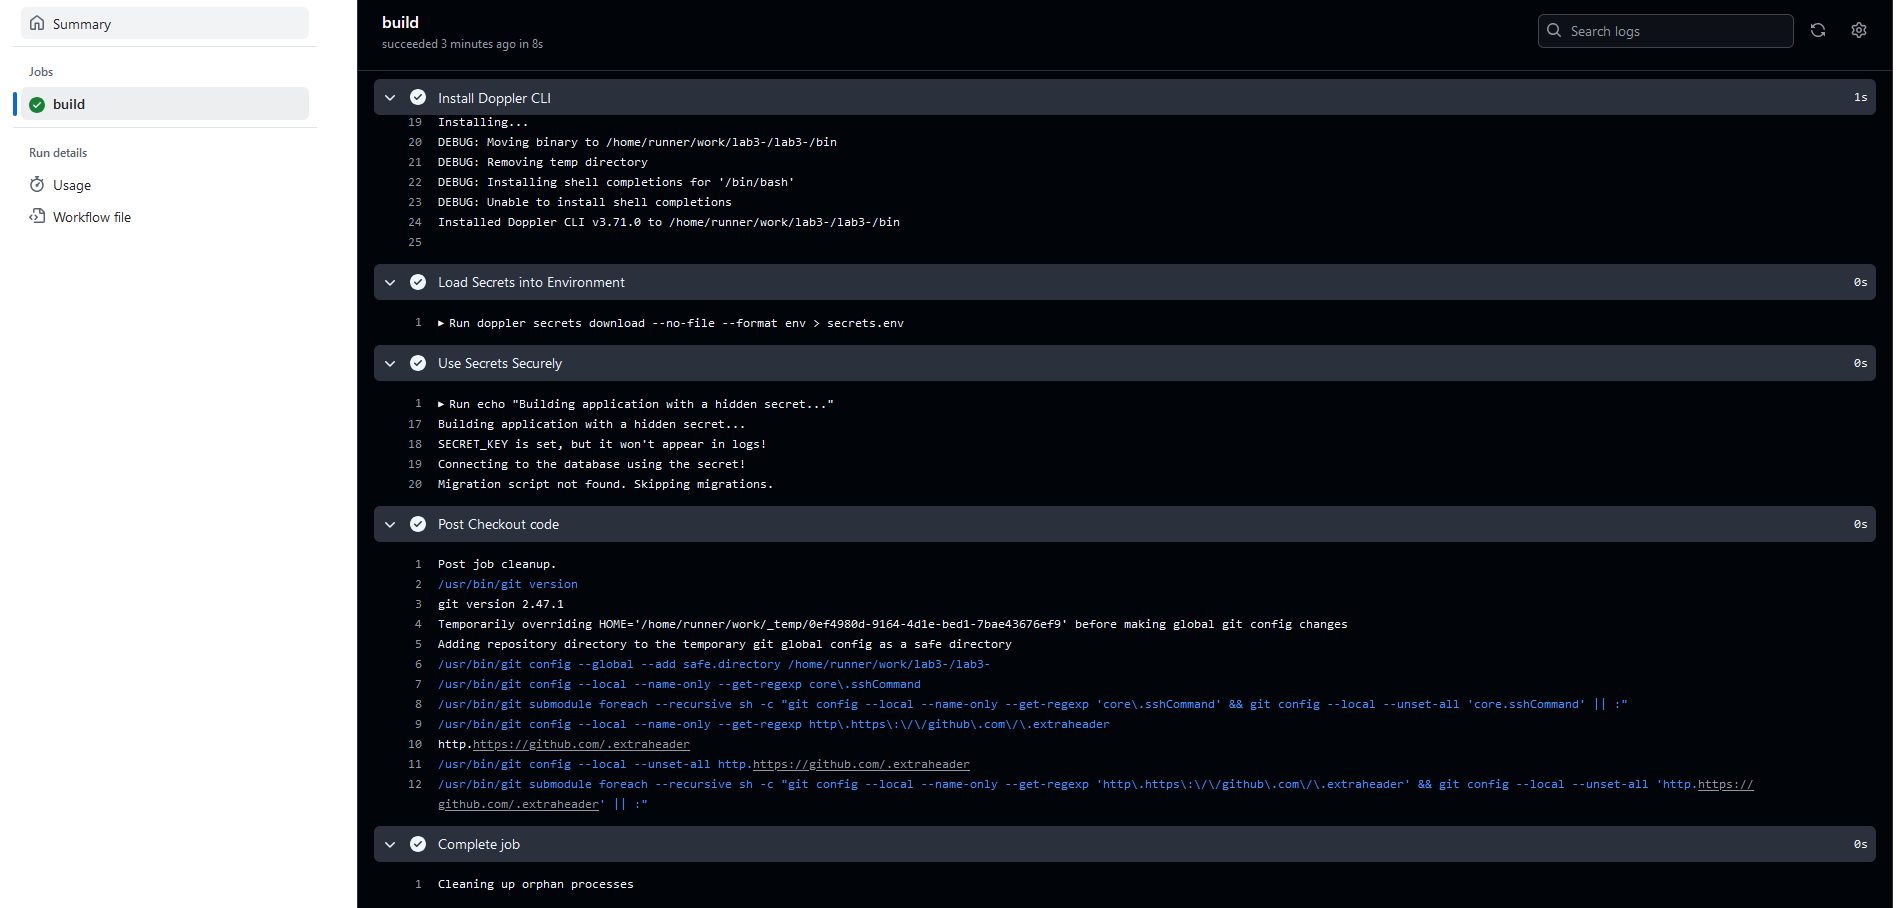 Summary
Jobs
build
Run details
Usage
Workflow file
build
succeeded 3 minutes ago in 8s
Search logs
Install Doppler CLI 1s
19 Installing...
20 DEBUG: Moving binary to /home/runner/work/lab3-/lab3-/bin
21 DEBUG: Removing temp directory
22 DEBUG: Installing shell completions for '/bin/bash'
23 DEBUG: Unable to install shell completions
24 Installed Doppler CLI v3.71.0 to /home/runner/work/lab3-/lab3-/bin
25
Load Secrets into Environment 0s
1 ▸ Run doppler secrets download --no-file --format env > secrets.env
Use Secrets Securely 0s
1 ▸ Run echo "Building application with a hidden secret..."
17 Building application with a hidden secret...
18 SECRET_KEY is set, but it won't appear in logs!
19 Connecting to the database using the secret!
20 Migration script not found. Skipping migrations.
Post Checkout code 0s
1 Post job cleanup.
2 /usr/bin/git version
3 git version 2.47.1
4 Temporarily overriding HOME='/home/runner/work/_temp/0ef4980d-9164-4d1e-bed1-7bae43676ef9' before making global git config changes
5 Adding repository directory to the temporary git global config as a safe directory
6 /usr/bin/git config --global --add safe.directory /home/runner/work/lab3-/lab3-
7 /usr/bin/git config --local --name-only --get-regexp core\.sshCommand
8 /usr/bin/git submodule foreach --recursive sh -c "git config --local --name-only --get-regexp 'core\.sshCommand' && git config --local --unset-all 'core.sshCommand' || :"
9 /usr/bin/git config --local --name-only --get-regexp http\.https\:\/\/github\.com\/\.extraheader
10 http.https://github.com/.extraheader
11 /usr/bin/git config --local --unset-all http.https://github.com/.extraheader
12 /usr/bin/git submodule foreach --recursive sh -c "git config --local --name-only --get-regexp 'http\.https\:\/\/github\.com\/\.extraheader' && git config --local --unset-all 'http.https://
github.com/.extraheader' || :"
Complete job 0s
1 Cleaning up orphan processes